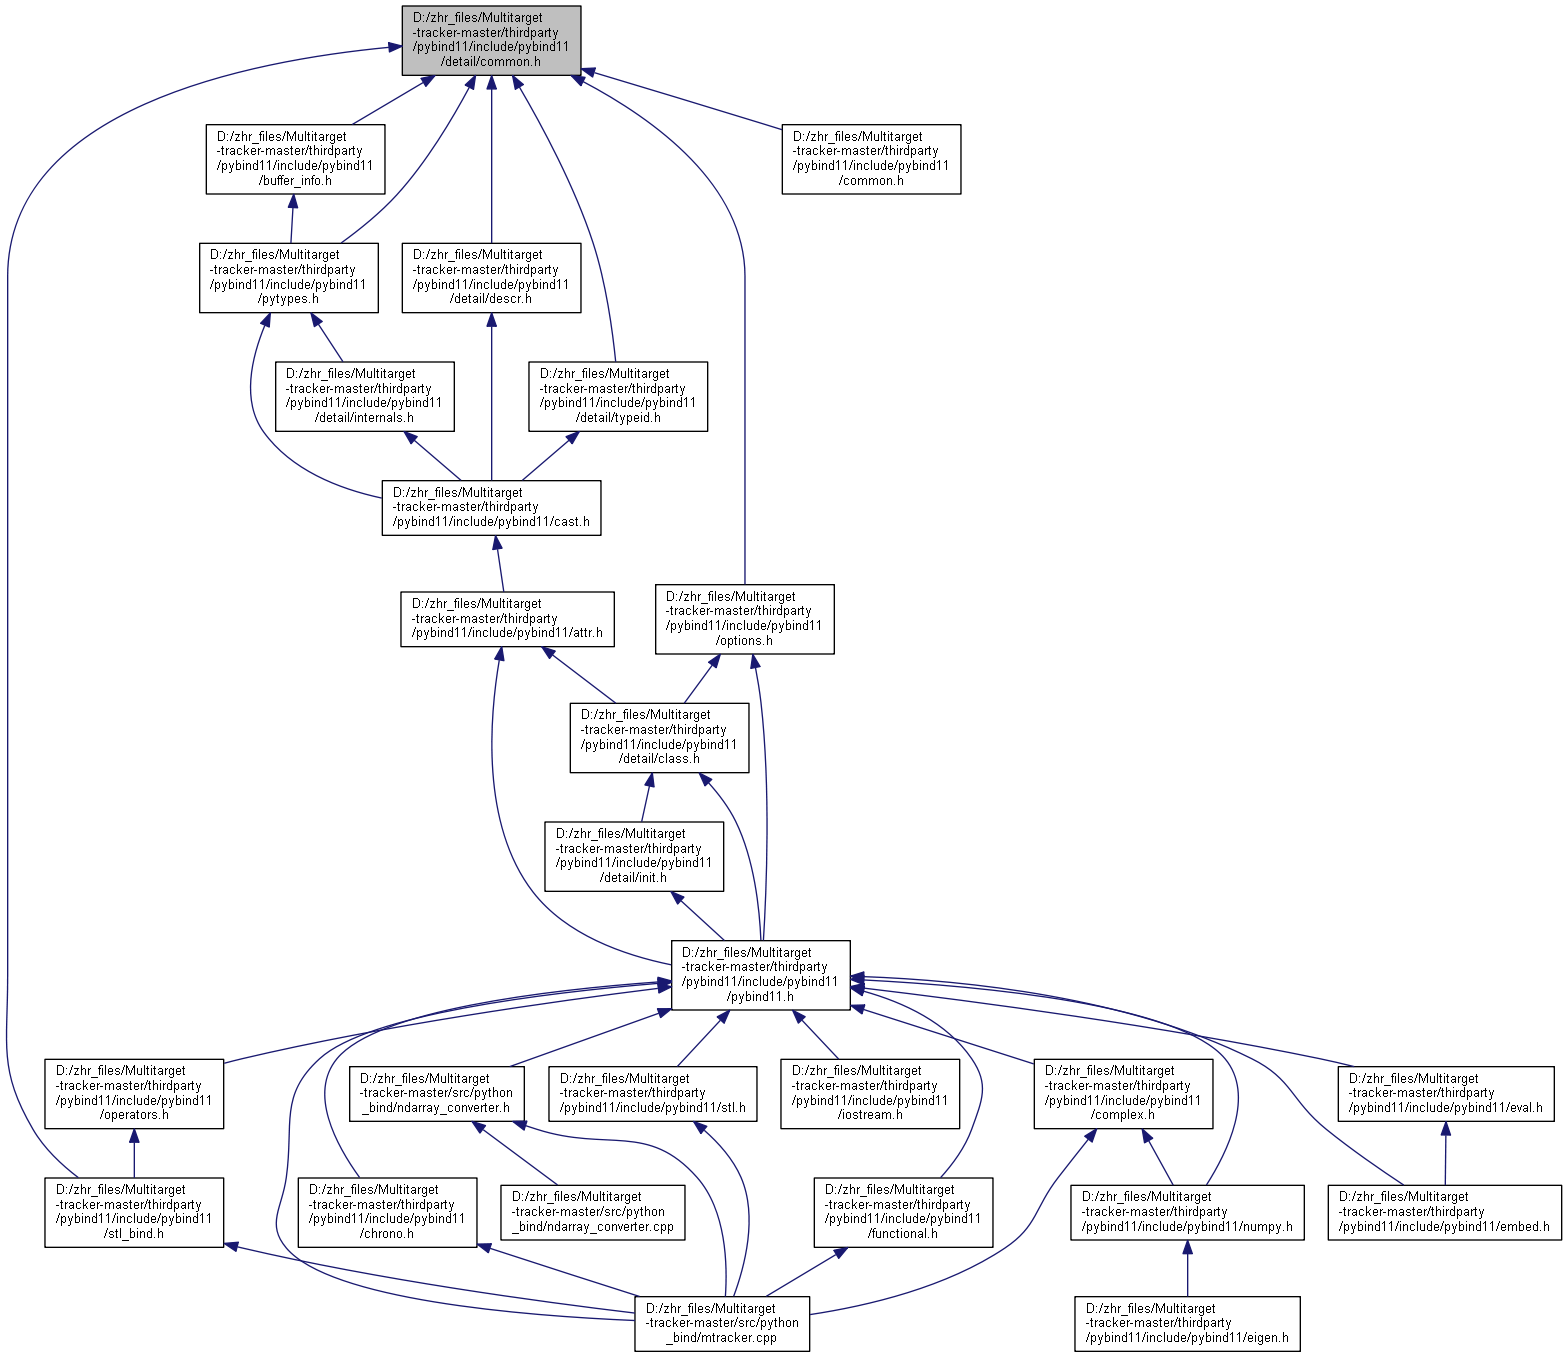 D:/zhr_files/Multitarget
-tracker-master/thirdparty
/pybind11/include/pybind11
/detail/common.h
D:/zhr_files/Multitarget
-tracker-master/thirdparty
/pybind11/include/pybind11
/buffer_info.h
D:/zhr_files/Multitarget
-tracker-master/thirdparty
/pybind11/include/pybind11
/common.h
D:/zhr_files/Multitarget
-tracker-master/thirdparty
/pybind11/include/pybind11
/pytypes.h
D:/zhr_files/Multitarget
-tracker-master/thirdparty
/pybind11/include/pybind11
/detail/descr.h
D:/zhr_files/Multitarget
-tracker-master/thirdparty
/pybind11/include/pybind11
/detail/internals.h
D:/zhr_files/Multitarget
-tracker-master/thirdparty
/pybind11/include/pybind11
/detail/typeid.h
D:/zhr_files/Multitarget
-tracker-master/thirdparty
/pybind11/include/pybind11/cast.h
D:/zhr_files/Multitarget
-tracker-master/thirdparty
/pybind11/include/pybind11/attr.h
D:/zhr_files/Multitarget
-tracker-master/thirdparty
/pybind11/include/pybind11
/options.h
D:/zhr_files/Multitarget
-tracker-master/thirdparty
/pybind11/include/pybind11
/detail/class.h
D:/zhr_files/Multitarget
-tracker-master/thirdparty
/pybind11/include/pybind11
/detail/init.h
D:/zhr_files/Multitarget
-tracker-master/thirdparty
/pybind11/include/pybind11
/pybind11.h
D:/zhr_files/Multitarget
-tracker-master/thirdparty
/pybind11/include/pybind11
/operators.h
D:/zhr_files/Multitarget
-tracker-master/src/python
_bind/ndarray_converter.h
D:/zhr_files/Multitarget
-tracker-master/thirdparty
/pybind11/include/pybind11/stl.h
D:/zhr_files/Multitarget
-tracker-master/thirdparty
/pybind11/include/pybind11
/iostream.h
D:/zhr_files/Multitarget
-tracker-master/thirdparty
/pybind11/include/pybind11
/complex.h
D:/zhr_files/Multitarget
-tracker-master/thirdparty
/pybind11/include/pybind11/eval.h
D:/zhr_files/Multitarget
-tracker-master/thirdparty
/pybind11/include/pybind11
/stl_bind.h
D:/zhr_files/Multitarget
-tracker-master/thirdparty
/pybind11/include/pybind11
/chrono.h
D:/zhr_files/Multitarget
-tracker-master/src/python
_bind/ndarray_converter.cpp
D:/zhr_files/Multitarget
-tracker-master/thirdparty
/pybind11/include/pybind11
/functional.h
D:/zhr_files/Multitarget
-tracker-master/thirdparty
/pybind11/include/pybind11/numpy.h
D:/zhr_files/Multitarget
-tracker-master/thirdparty
/pybind11/include/pybind11/embed.h
D:/zhr_files/Multitarget
-tracker-master/src/python
_bind/mtracker.cpp
D:/zhr_files/Multitarget
-tracker-master/thirdparty
/pybind11/include/pybind11/eigen.h